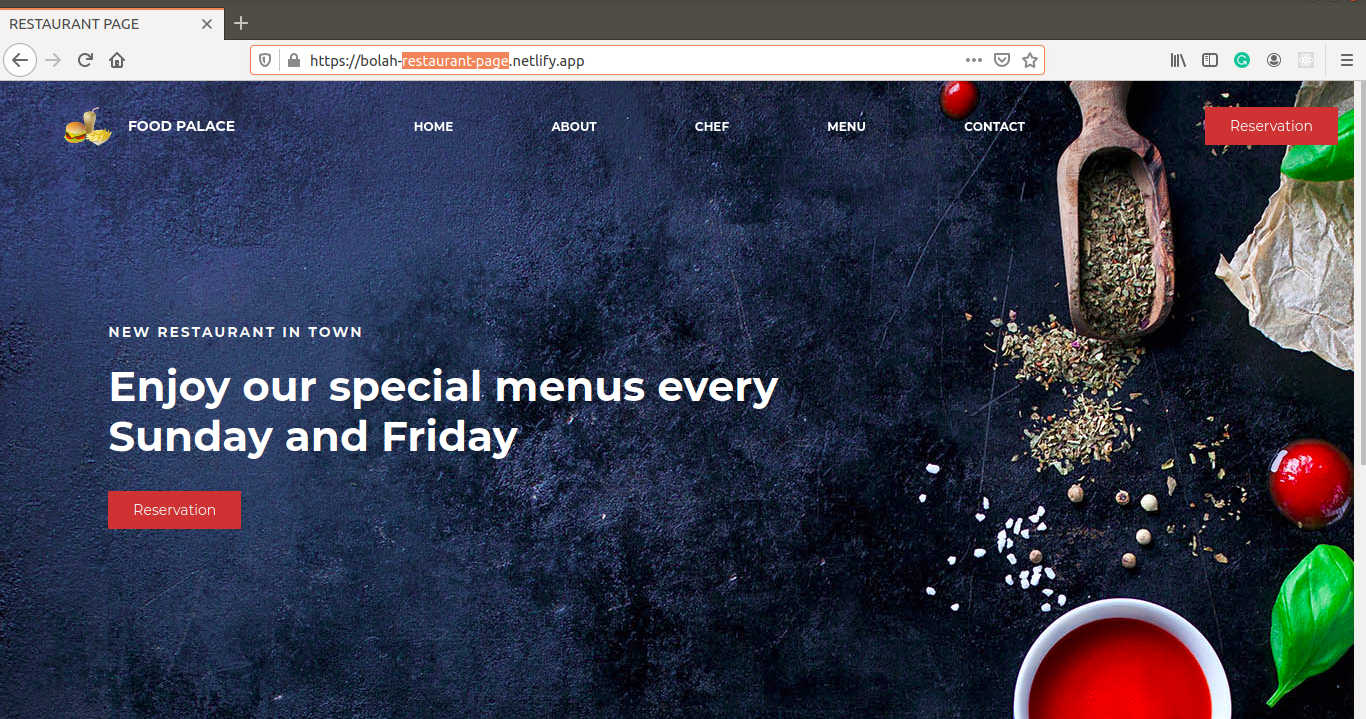 RESTAURANT PAGE
https://bolah-restaurant-page.netlify.app
FOOD PALACE
HOME
ABOUT
CHEF
MENU
CONTACT
Reservation
NEW RESTAURANT IN TOWN
Enjoy our special menus every
Sunday and Friday
Reservation